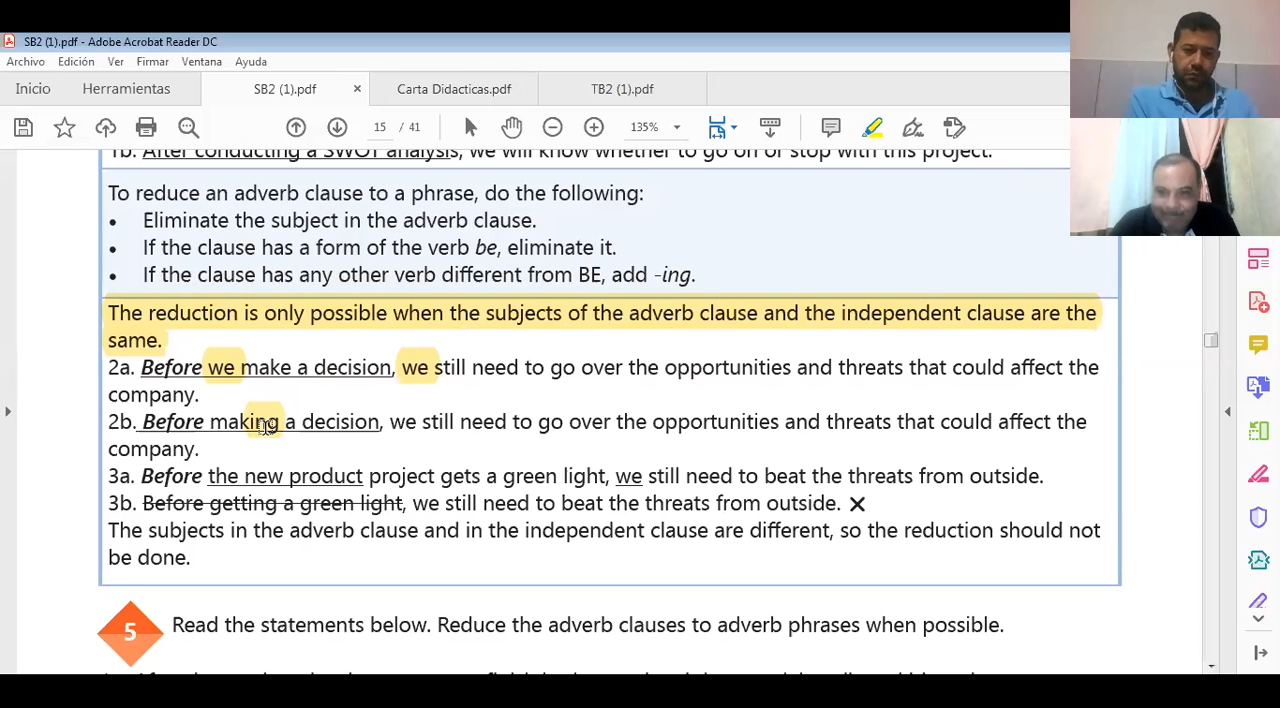 SB2 (1).pdf - Adobe Acrobat Reader DC
Archivo Edición Ver Firmar Ventana Ayuda
Inicio Herramientas SB2 (1).pdf × Carta Didacticas.pdf TB2 (1).pdf
15 / 41 135%
1b. After conducting a SWOT analysis, we will know whether to go on or stop with this project.
To reduce an adverb clause to a phrase, do the following:
• Eliminate the subject in the adverb clause.
• If the clause has a form of the verb be, eliminate it.
• If the clause has any other verb different from BE, add -ing.
The reduction is only possible when the subjects of the adverb clause and the independent clause are the
same.
2a. Before we make a decision, we still need to go over the opportunities and threats that could affect the
company.
2b. Before making a decision, we still need to go over the opportunities and threats that could affect the
company.
3a. Before the new product project gets a green light, we still need to beat the threats from outside.
3b. Before getting a green light, we still need to beat the threats from outside. ✕
The subjects in the adverb clause and in the independent clause are different, so the reduction should not
be done.
5 Read the statements below. Reduce the adverb clauses to adverb phrases when possible.